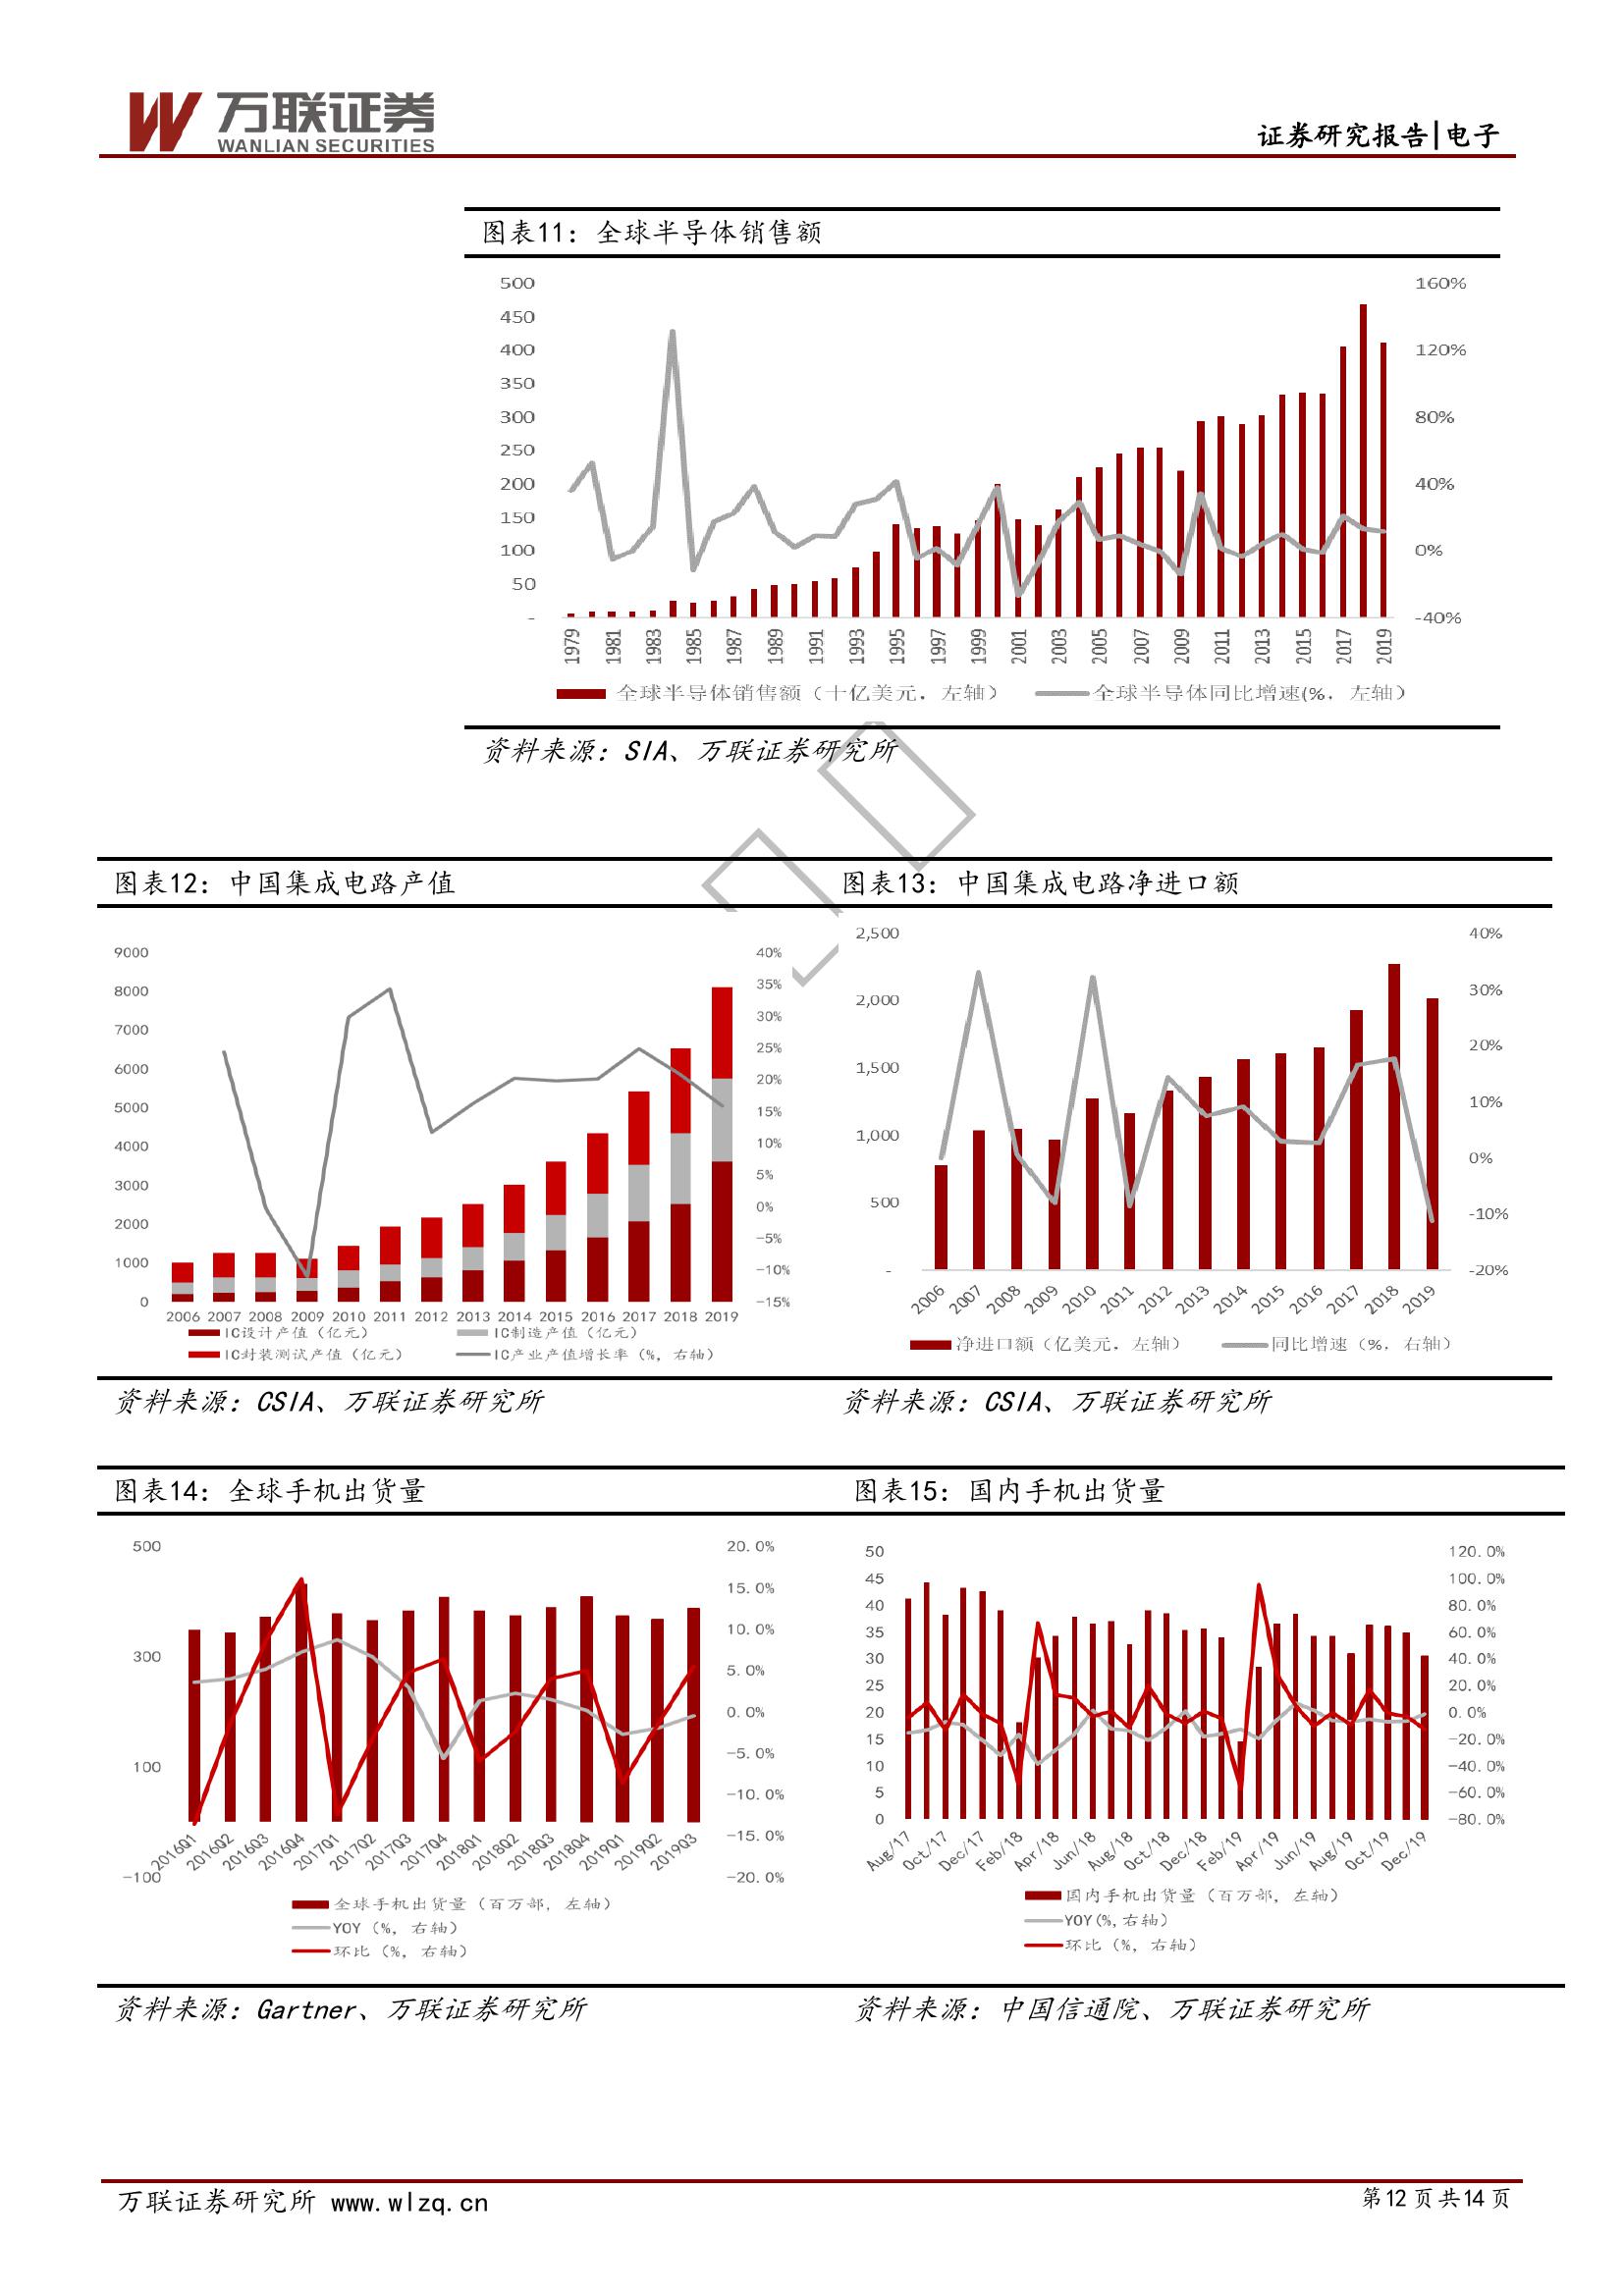 万联证券
WANLIAN SECURITIES
证券研究报告|电子
图表11：全球半导体销售额
500
450
400
350
300
250
200
150
100
50
-
160%
120%
80%
40%
0%
-40%
1979 1981 1983 1985 1987 1989 1991 1993 1995 1997 1999 2001 2003 2005 2007 2009 2011 2013 2015 2017 2019
全球半导体销售额（十亿美元，左轴） 全球半导体同比增速(%，左轴）
资料来源：SIA、万联证券研究所
图表12：中国集成电路产值
9000
8000
7000
6000
5000
4000
3000
2000
1000
0
40%
35%
30%
25%
20%
15%
10%
5%
0%
-5%
-10%
-15%
2006 2007 2008 2009 2010 2011 2012 2013 2014 2015 2016 2017 2018 2019
IC设计产值（亿元） IC制造产值（亿元）
IC封装测试产值（亿元） IC产业产值增长率（%，右轴）
资料来源：CSIA、万联证券研究所
图表13：中国集成电路净进口额
2,500
2,000
1,500
1,000
500
-
40%
30%
20%
10%
0%
-10%
-20%
2006 2007 2008 2009 2010 2011 2012 2013 2014 2015 2016 2017 2018 2019
净进口额（亿美元，左轴） 同比增速（%，右轴）
资料来源：CSIA、万联证券研究所
图表14：全球手机出货量
500
300
100
-100
20.0%
15.0%
10.0%
5.0%
0.0%
-5.0%
-10.0%
-15.0%
-20.0%
2016Q1 2016Q2 2016Q3 2016Q4 2017Q1 2017Q2 2017Q3 2017Q4 2018Q1 2018Q2 2018Q3 2018Q4 2019Q1 2019Q2 2019Q3
全球手机出货量（百万部，左轴）
YOY（%，右轴）
环比（%，右轴）
资料来源：Gartner、万联证券研究所
图表15：国内手机出货量
50
45
40
35
30
25
20
15
10
5
0
120.0%
100.0%
80.0%
60.0%
40.0%
20.0%
0.0%
-20.0%
-40.0%
-60.0%
-80.0%
Aug/17 Oct/17 Dec/17 Feb/18 Apr/18 Jun/18 Aug/18 Oct/18 Dec/18 Feb/19 Apr/19 Jun/19 Aug/19 Oct/19 Dec/19
国内手机出货量（百万部，左轴）
YOY(%,右轴）
环比（%，右轴）
资料来源：中国信通院、万联证券研究所
万联证券研究所 www.wlzq.cn
第12页共14页